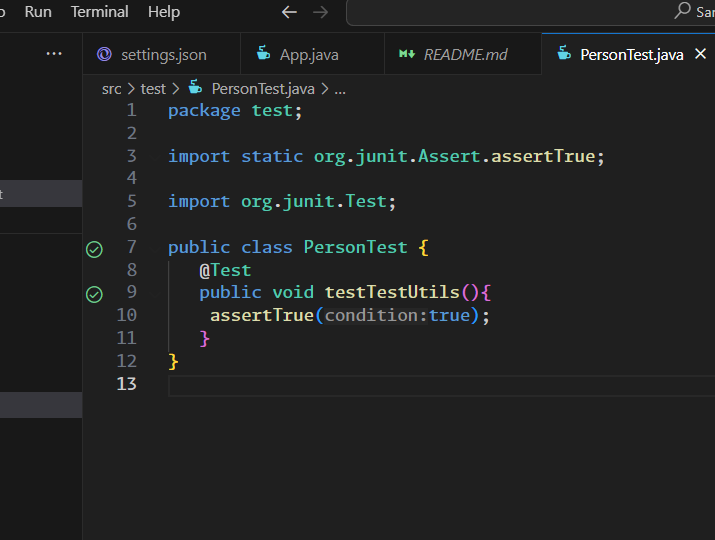 Run Terminal Help
San
settings.json App.java README.md PersonTest.java
src > test > PersonTest.java > ...
1 package test;
2
3 import static org.junit.Assert.assertTrue;
4
5 import org.junit.Test;
6
7 public class PersonTest {
8 @Test
9 public void testTestUtils(){
10 assertTrue(condition:true);
11 }
12 }
13